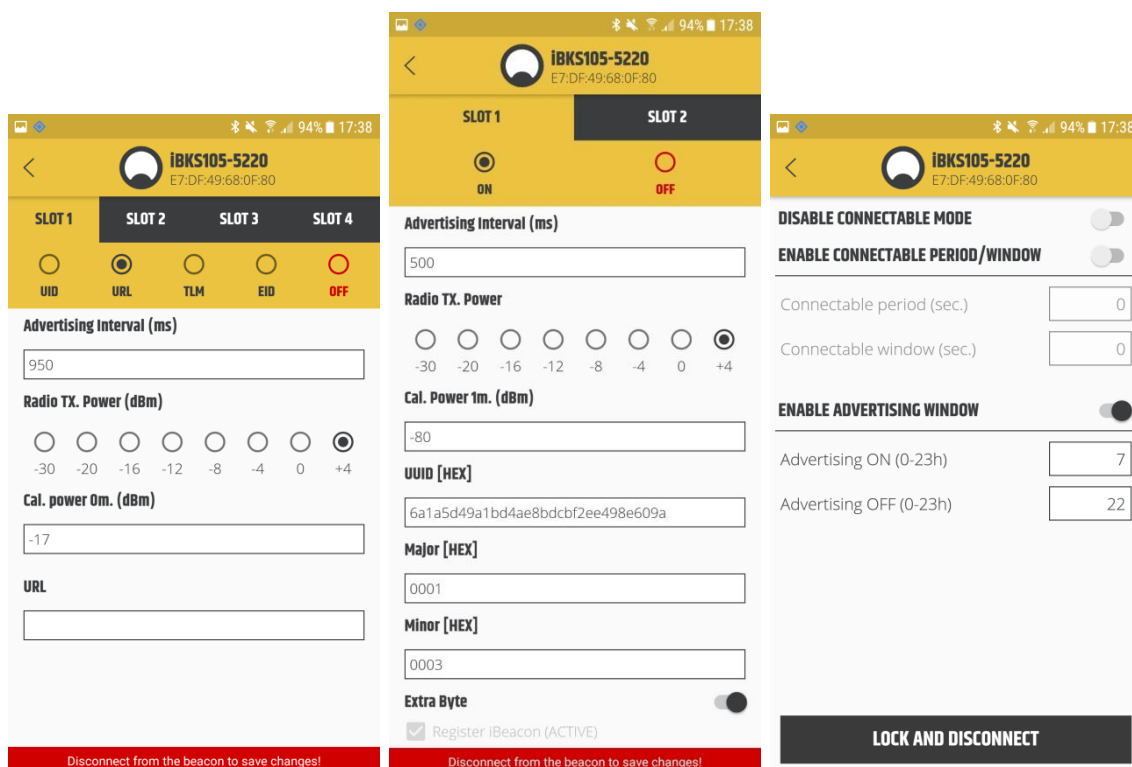 94% 17:38
iBKS105-5220
E7:DF:49:68:0F:80
SLOT 1 SLOT 2 SLOT 3 SLOT 4
UID URL TLM EID OFF
Advertising Interval (ms)
950
Radio TX. Power (dBm)
-30 -20 -16 -12 -8 -4 0 +4
Cal. power 0m. (dBm)
-17
URL
Disconnect from the beacon to save changes!
94% 17:38
iBKS105-5220
E7:DF:49:68:0F:80
SLOT 1 SLOT 2
ON OFF
Advertising Interval (ms)
500
Radio TX. Power
-30 -20 -16 -12 -8 -4 0 +4
Cal. Power 1m. (dBm)
-80
UUID [HEX]
6a1a5d49a1bd4ae8bdcbf2ee498e609a
Major [HEX]
0001
Minor [HEX]
0003
Extra Byte
Register iBeacon (ACTIVE)
Disconnect from the beacon to save changes!
94% 17:38
iBKS105-5220
E7:DF:49:68:0F:80
DISABLE CONNECTABLE MODE
ENABLE CONNECTABLE PERIOD/WINDOW
Connectable period (sec.) 0
Connectable window (sec.) 0
ENABLE ADVERTISING WINDOW
Advertising ON (0-23h) 7
Advertising OFF (0-23h) 22
LOCK AND DISCONNECT